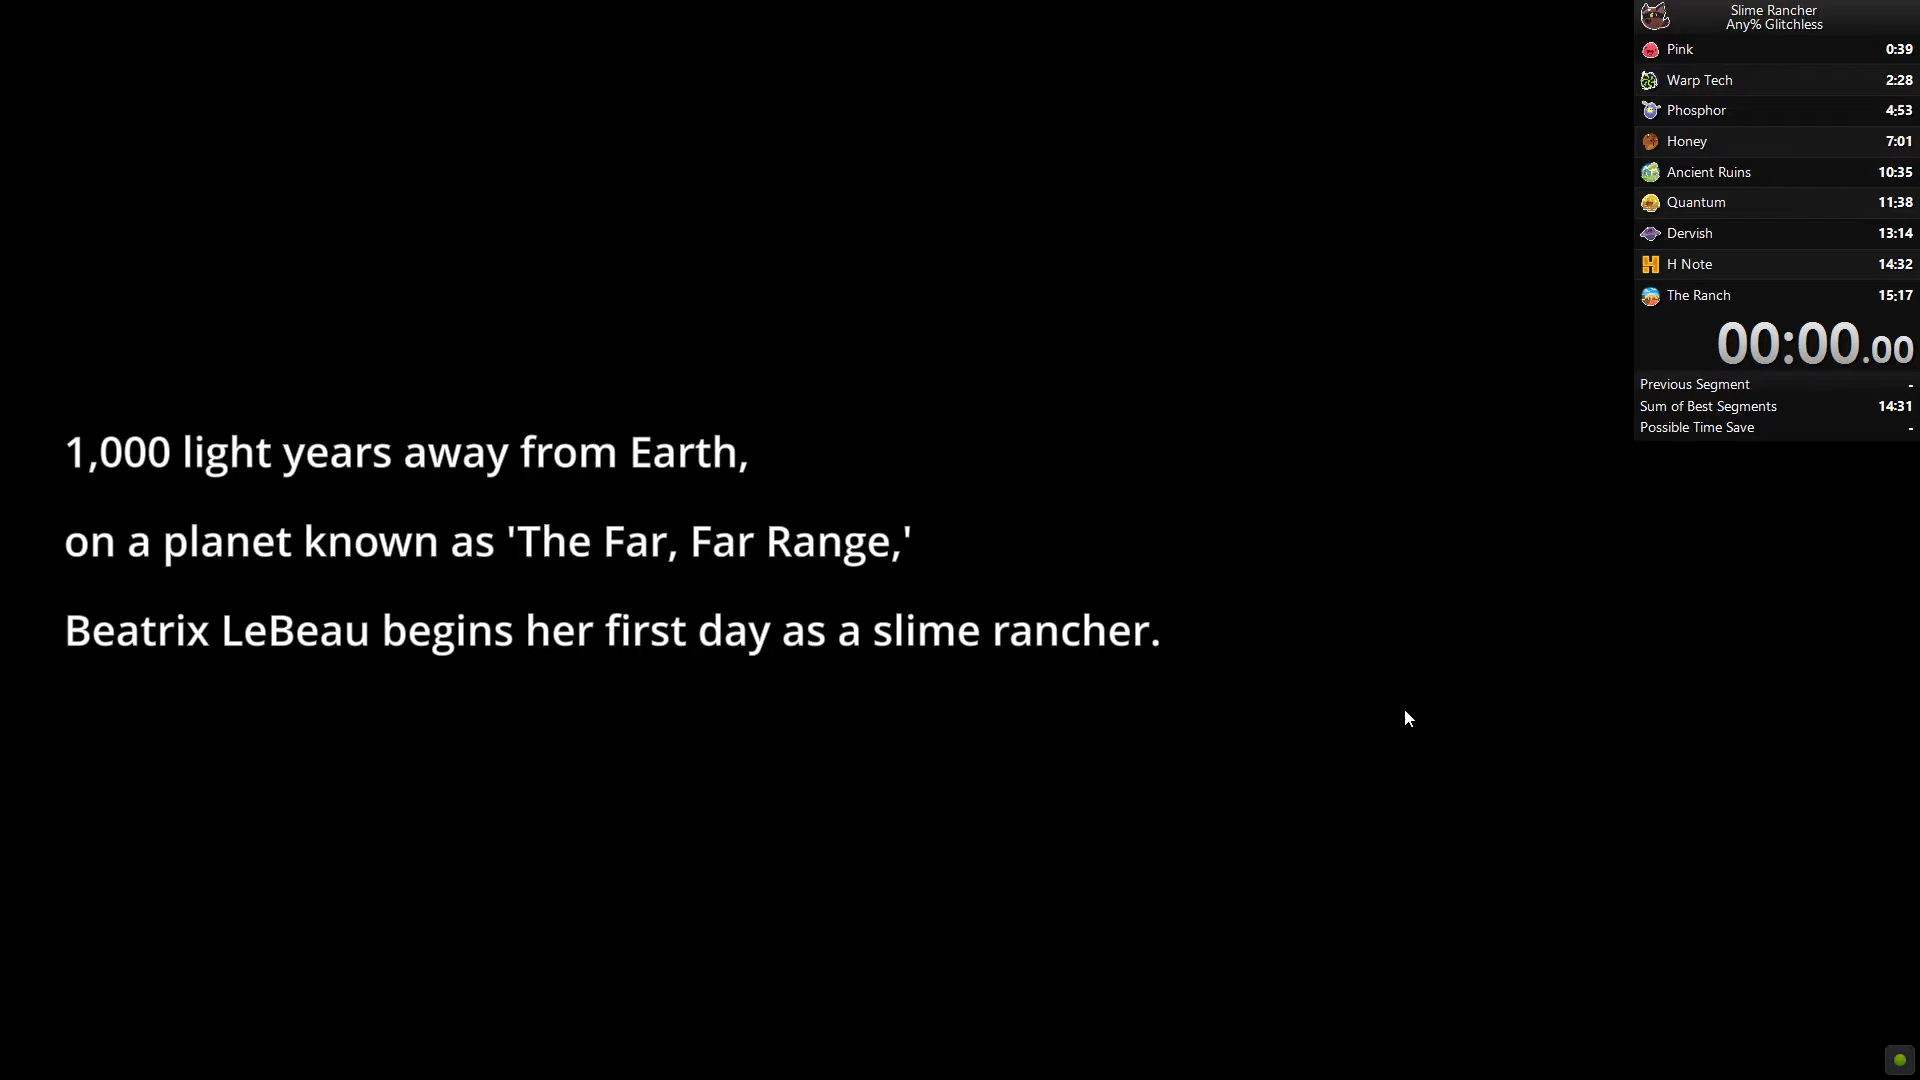 1,000 light years away from Earth,
on a planet known as 'The Far, Far Range,'
Beatrix LeBeau begins her first day as a slime rancher.
Slime Rancher
Any% Glitchless
Pink 0:39
Warp Tech 2:28
Phosphor 4:53
Honey 7:01
Ancient Ruins 10:35
Quantum 11:38
Dervish 13:14
H Note 14:32
The Ranch 15:17
00:00.00
Previous Segment -
Sum of Best Segments 14:31
Possible Time Save -